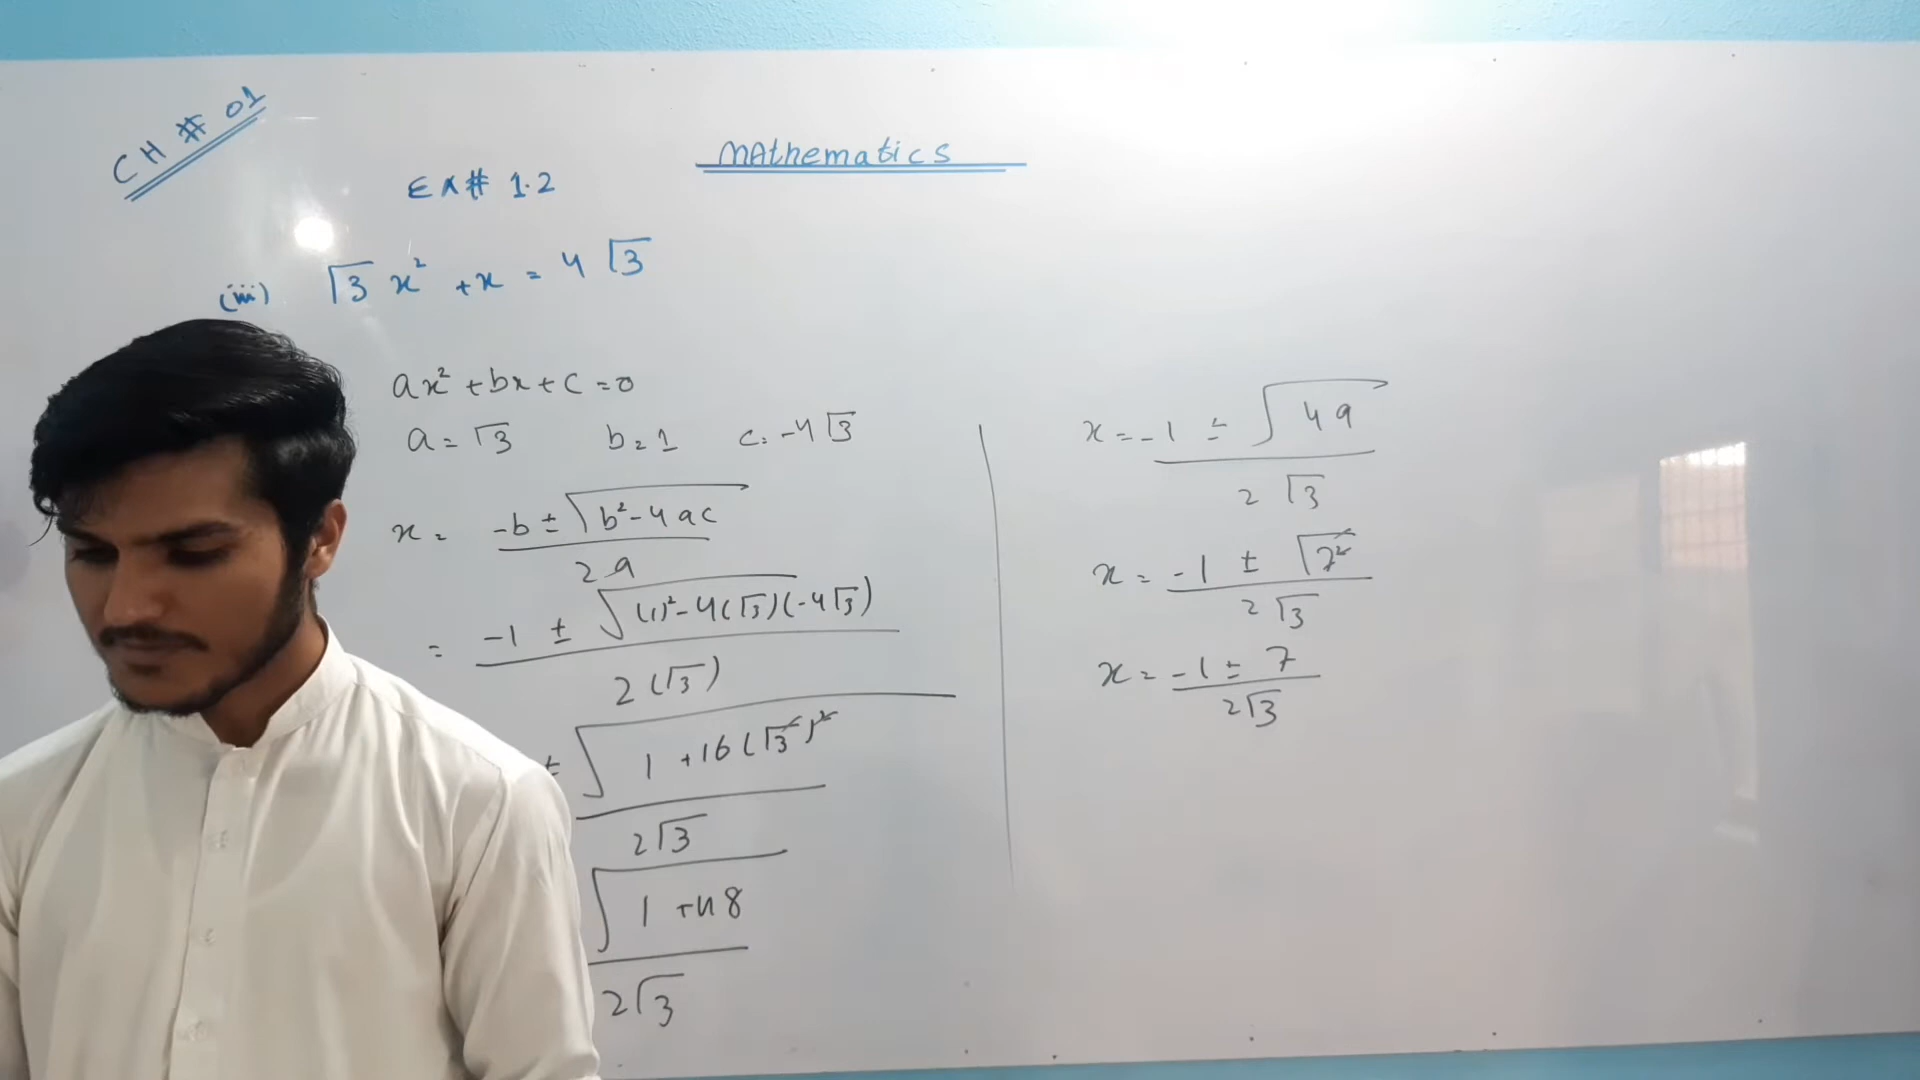 CH # 01
MAthematics
EX# 1.2
(iii) √3 x² + x = 4 √3
ax² + bx + c = 0
a = √3 b = 1 c = -4√3
x = -b ± √b² - 4ac / 2a
= -1 ± √(1)² - 4(√3)(-4√3) / 2(√3)
± √1 + 16(√3)² / 2√3
√1 + 48 / 2√3
x = -1 ± √49 / 2√3
x = -1 ± √7² / 2√3
x = -1 ± 7 / 2√3